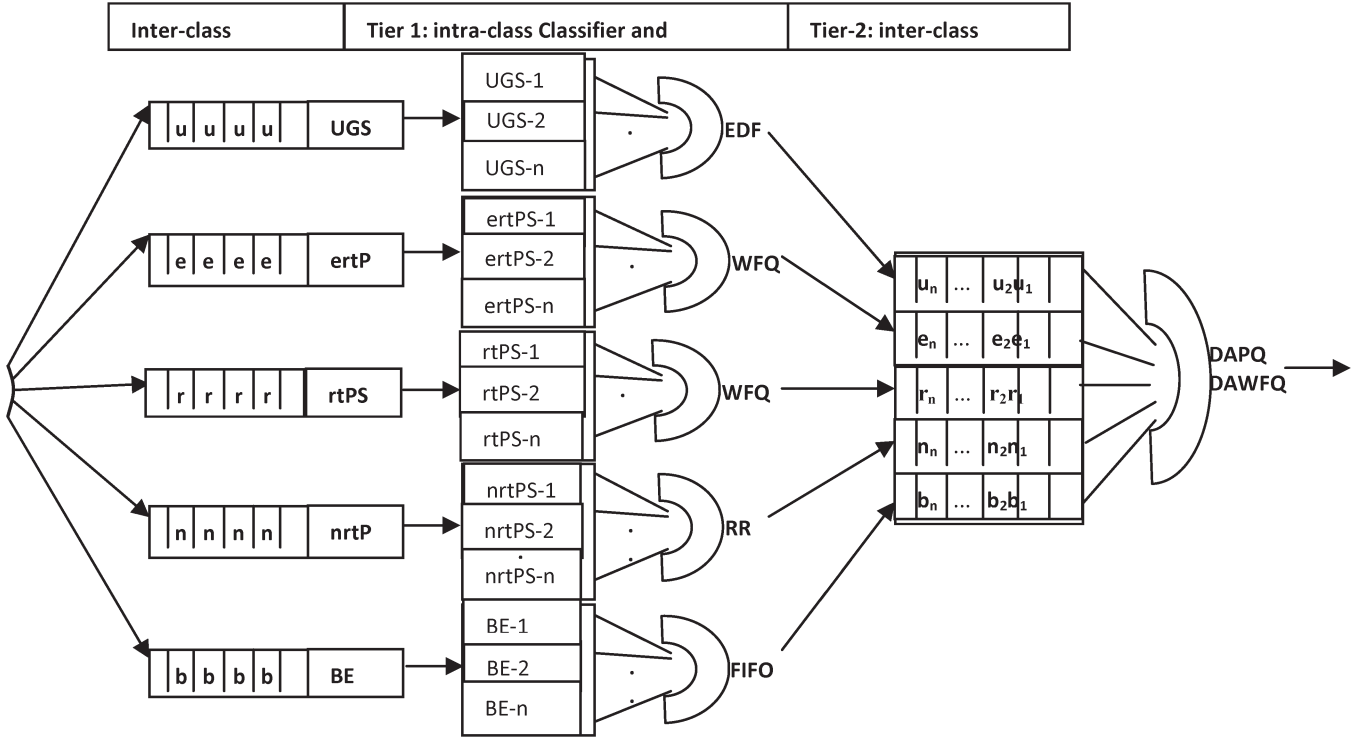 Inter-class Tier 1: intra-class Classifier and Tier-2: inter-class
u u u u UGS
UGS-1
UGS-2
UGS-n
EDF
e e e e ertP
ertPS-1
ertPS-2
ertPS-n
WFQ
r r r r rtPS
rtPS-1
rtPS-2
rtPS-n
WFQ
n n n n nrtP
nrtPS-1
nrtPS-2
nrtPS-n
RR
b b b b BE
BE-1
BE-2
BE-n
FIFO
uₙ ... u₂u₁
eₙ ... e₂e₁
rₙ ... r₂r₁
nₙ ... n₂n₁
bₙ ... b₂b₁
DAPQ
DAWFQ